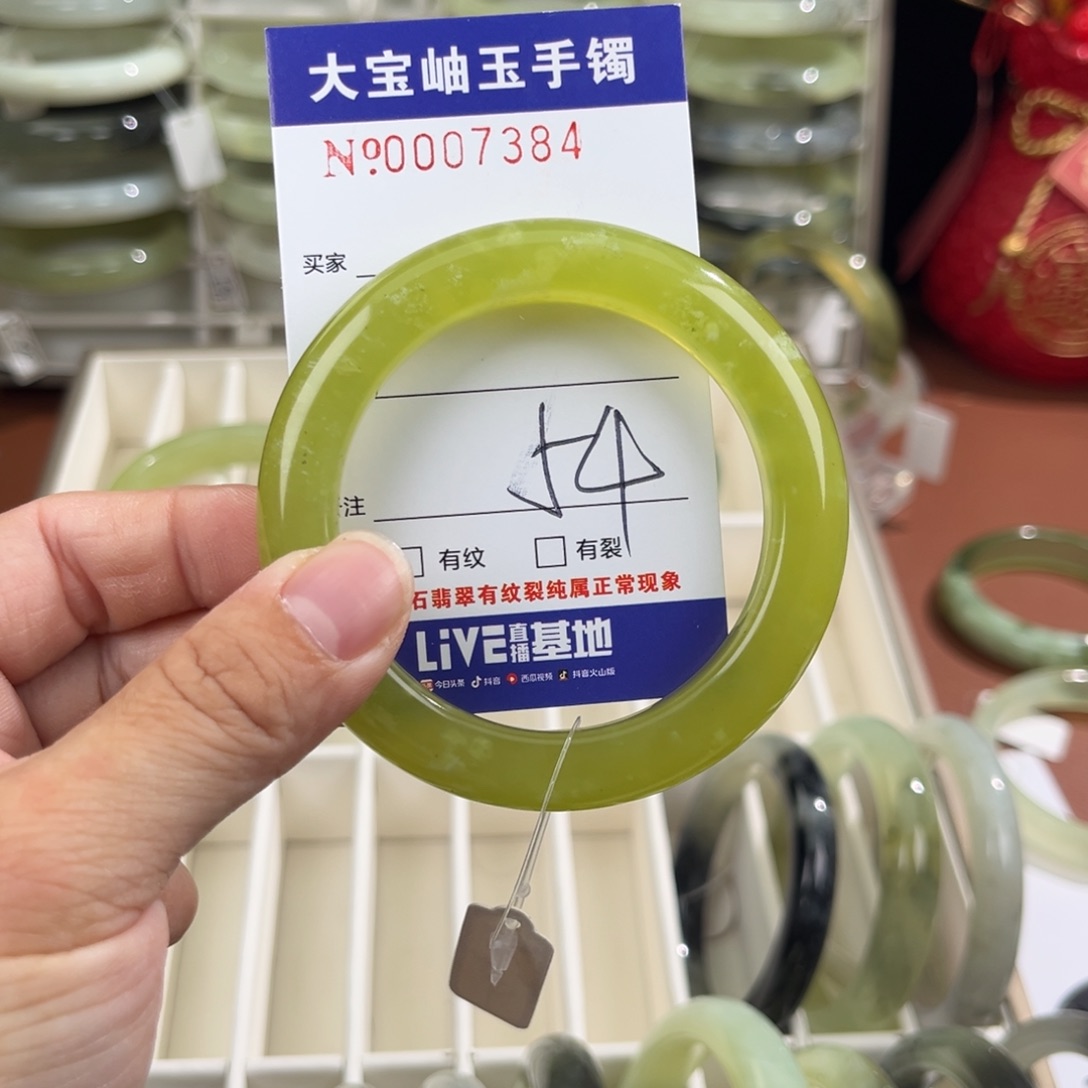 大宝岫玉手镯
Nº0007384
买家
54
注
有纹 有裂
石翡翠有纹裂纯属正常现象
LiVE直播基地
今日头条 抖音 西瓜视频 抖音火山版